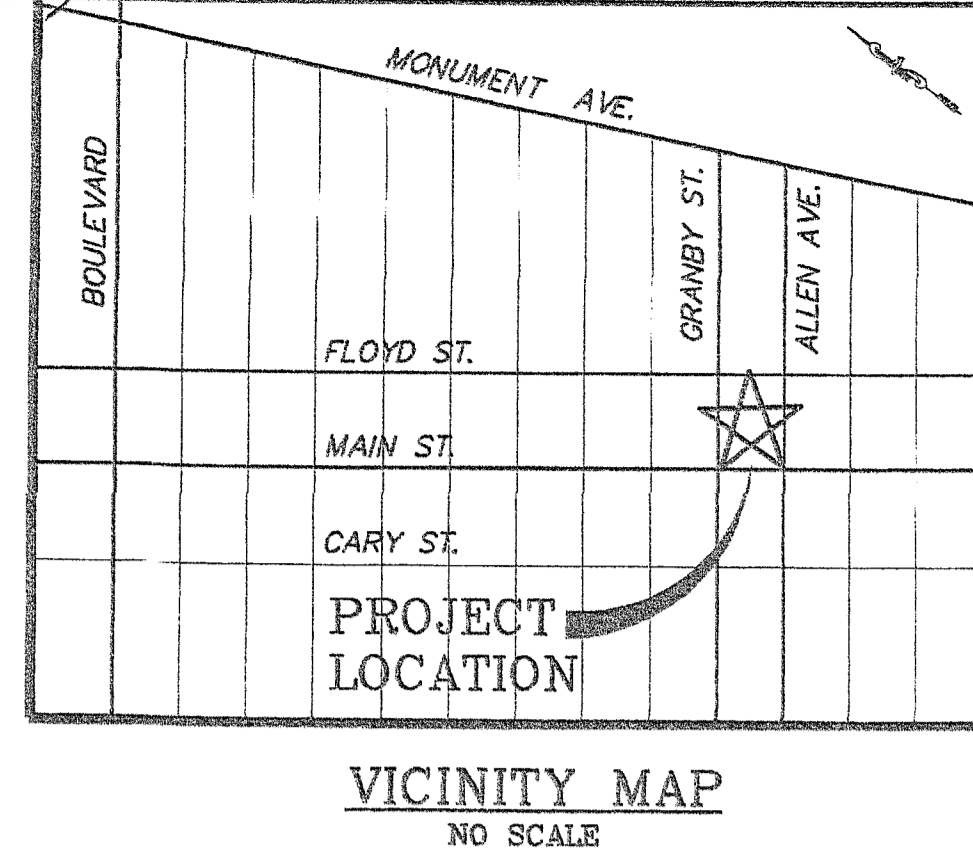 MONUMENT AVE.
BOULEVARD
GRANBY ST.
ALLEN AVE.
FLOYD ST.
MAIN ST.
CARY ST.
PROJECT
LOCATION
VICINITY MAP
NO SCALE